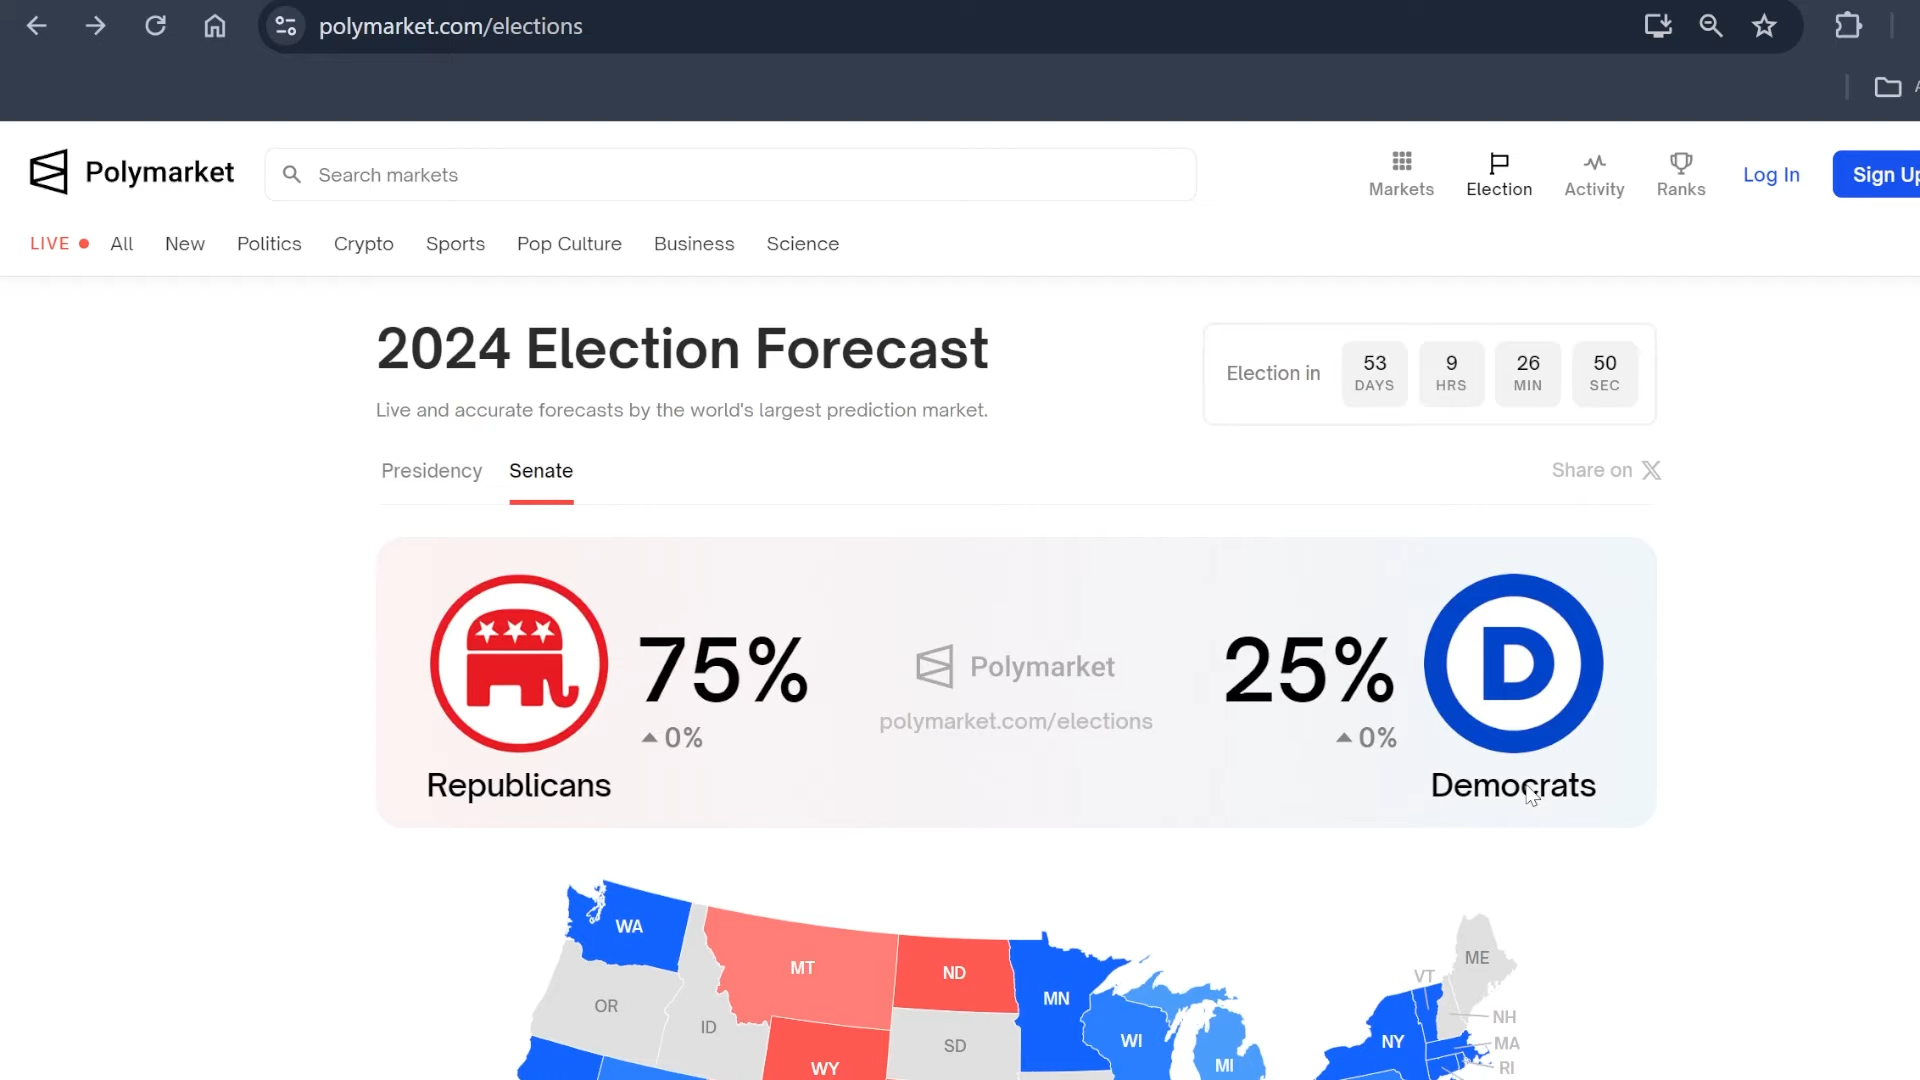 polymarket.com/elections
Polymarket
Search markets
Markets
Election
Activity
Ranks
Log In
Sign Up
LIVE
All
New
Politics
Crypto
Sports
Pop Culture
Business
Science
2024 Election Forecast
Live and accurate forecasts by the world's largest prediction market.
Election in
53 DAYS
9 HRS
26 MIN
50 SEC
Presidency
Senate
Share on X
75%
0%
Republicans
Polymarket
polymarket.com/elections
25%
0%
Democrats
WA
MT
ND
MN
OR
ID
SD
WI
MI
WY
VT
ME
NH
NY
MA
RI